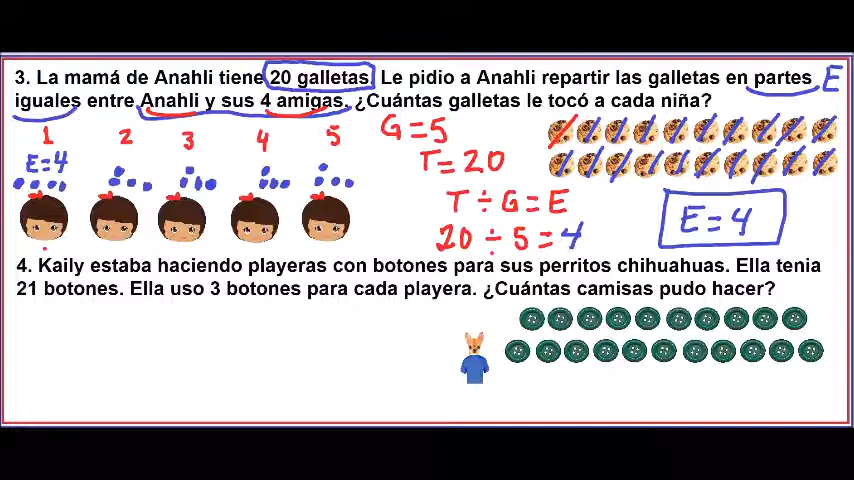 3. La mamá de Anahli tiene 20 galletas. Le pidio a Anahli repartir las galletas en partes E
iguales entre Anahli y sus 4 amigas. ¿Cuántas galletas le tocó a cada niña?
1 2 3 4 5 G=5
E=4 T=20
T÷G=E
20÷5=4 E=4
4. Kaily estaba haciendo playeras con botones para sus perritos chihuahuas. Ella tenia
21 botones. Ella uso 3 botones para cada playera. ¿Cuántas camisas pudo hacer?